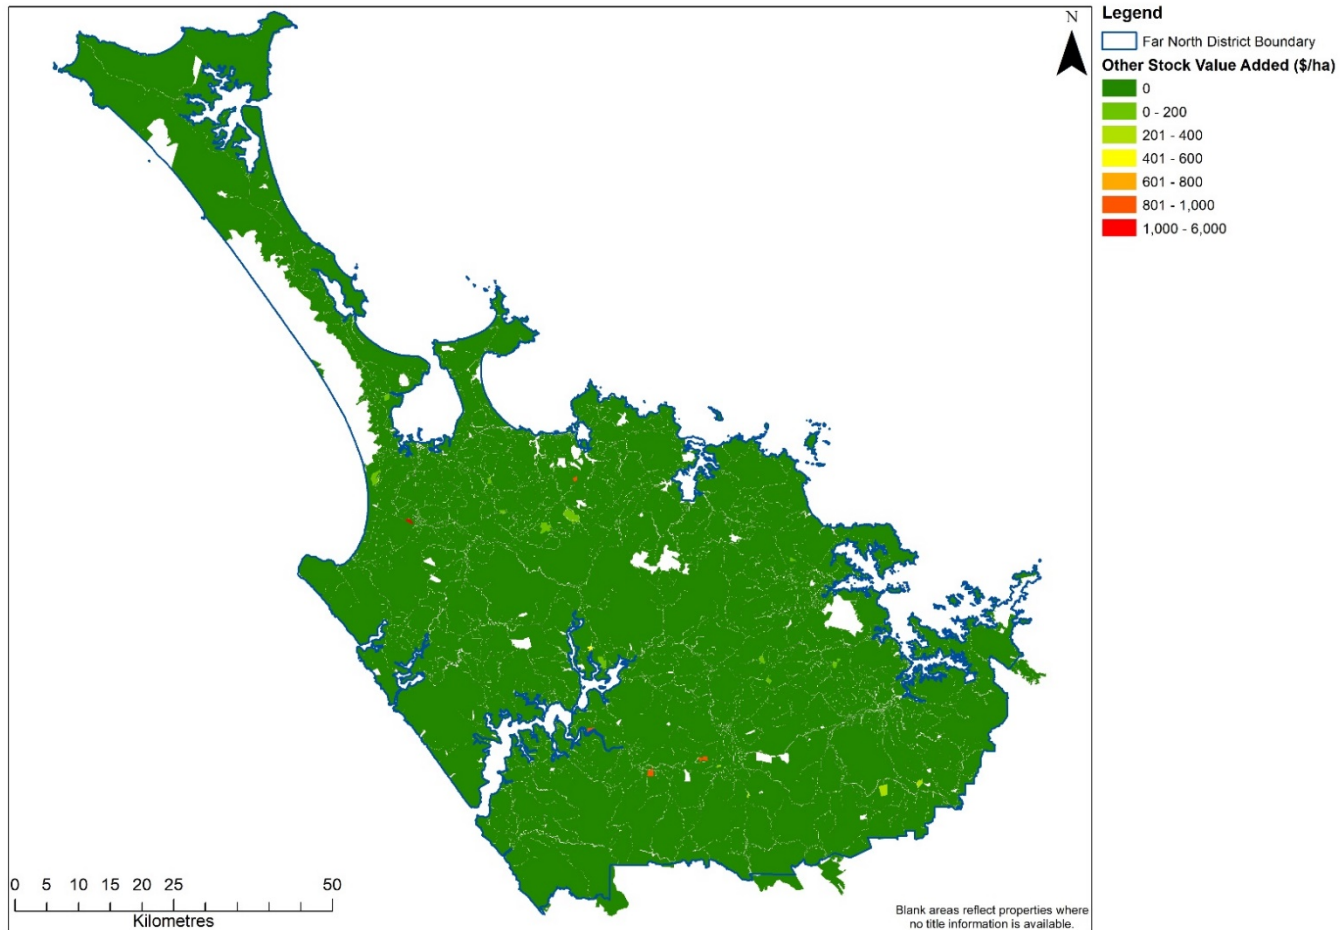 N
Legend
Far North District Boundary
Other Stock Value Added ($/ha)
0
0 - 200
201 - 400
401 - 600
601 - 800
801 - 1,000
1,000 - 6,000
0 5 10 15 20 25 50
Kilometres
Blank areas reflect properties where
no title information is available.